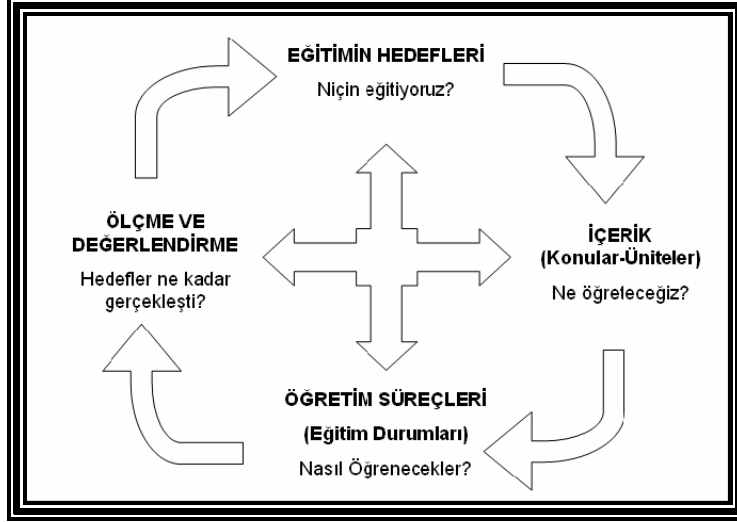 EĞİTİMİN HEDEFLERİ
Niçin eğitiyoruz?
İÇERİK
(Konular-Üniteler)
Ne öğreteceğiz?
ÖĞRETİM SÜREÇLERİ
(Eğitim Durumları)
Nasıl Öğrenecekler?
ÖLÇME VE
DEĞERLENDİRME
Hedefler ne kadar
gerçekleşti?